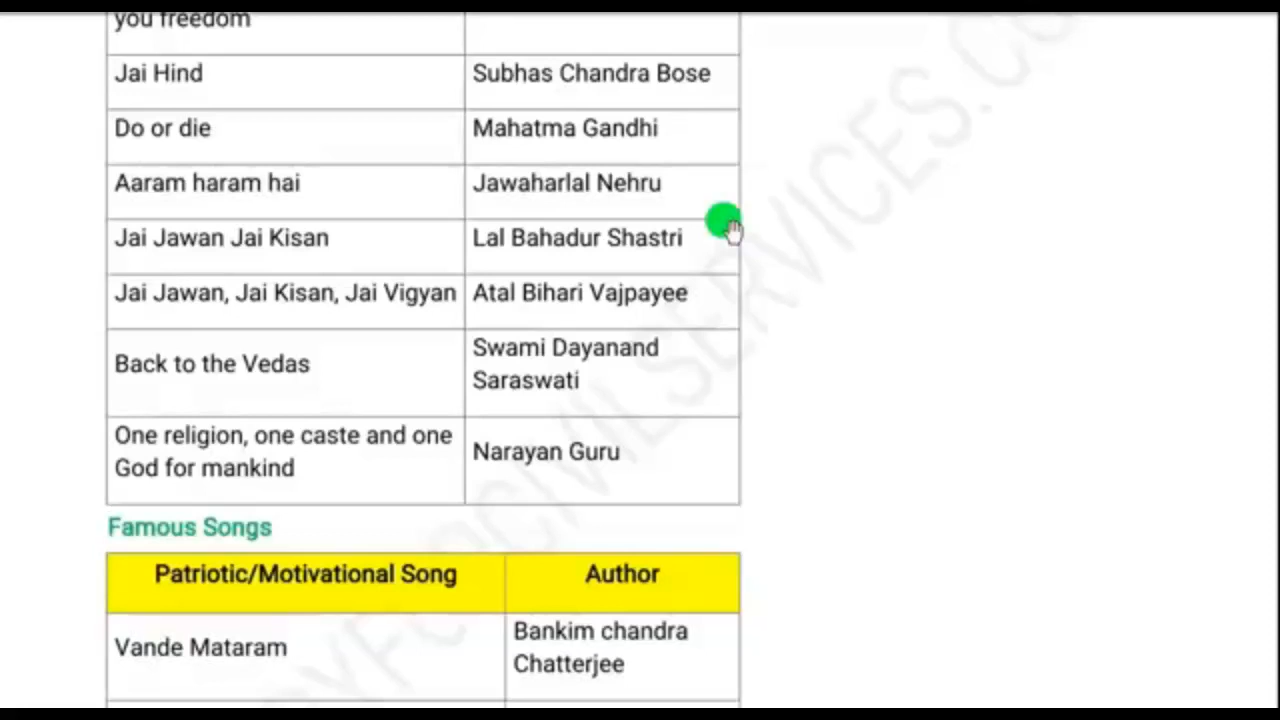 you freedom
Jai Hind
Subhas Chandra Bose
Do or die
Mahatma Gandhi
Aaram haram hai
Jawaharlal Nehru
Jai Jawan Jai Kisan
Lal Bahadur Shastri
Jai Jawan, Jai Kisan, Jai Vigyan
Atal Bihari Vajpayee
Back to the Vedas
Swami Dayanand
Saraswati
One religion, one caste and one
God for mankind
Narayan Guru
Famous Songs
Patriotic/Motivational Song
Author
Vande Mataram
Bankim chandra
Chatterjee